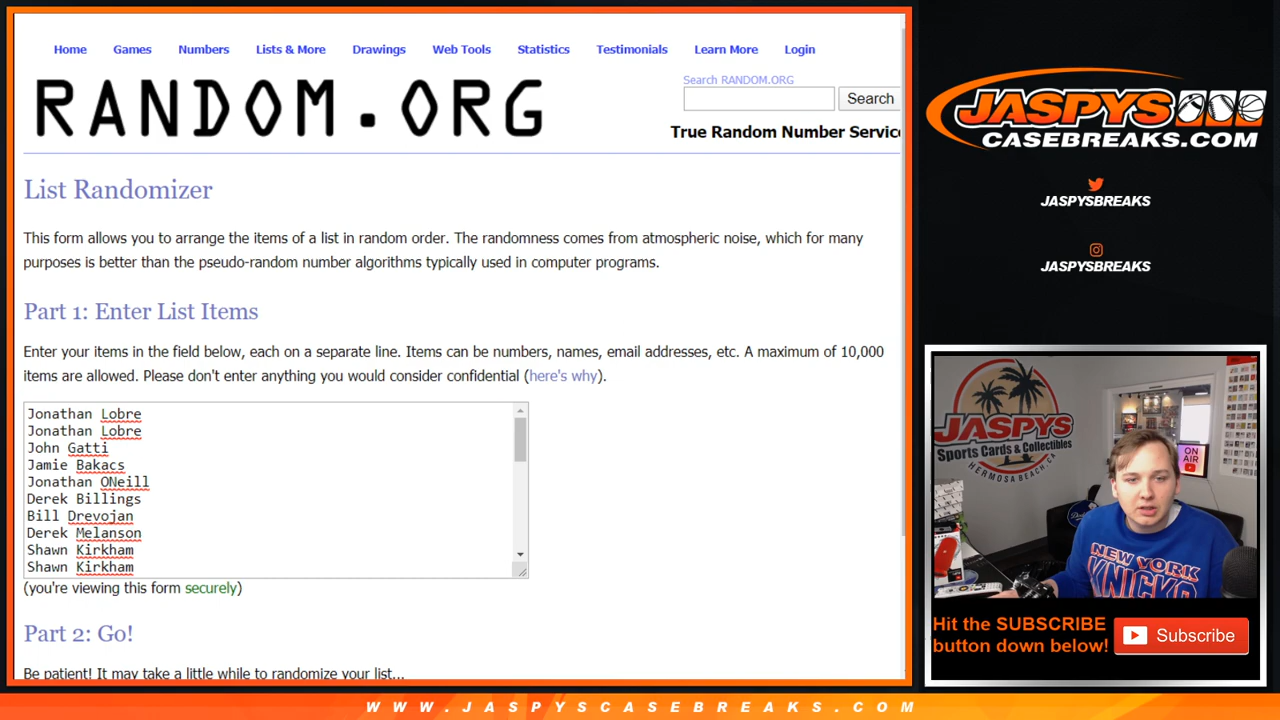 Home Games Numbers Lists & More Drawings Web Tools Statistics Testimonials Learn More Login
RANDOM.ORG
Search RANDOM.ORG
Search
True Random Number Servic
List Randomizer
This form allows you to arrange the items of a list in random order. The randomness comes from atmospheric noise, which for many
purposes is better than the pseudo-random number algorithms typically used in computer programs.
Part 1: Enter List Items
Enter your items in the field below, each on a separate line. Items can be numbers, names, email addresses, etc. A maximum of 10,000
items are allowed. Please don't enter anything you would consider confidential (here's why).
Jonathan Lobre
Jonathan Lobre
John Gatti
Jamie Bakacs
Jonathan ONeill
Derek Billings
Bill Drevojan
Derek Melanson
Shawn Kirkham
Shawn Kirkham
(you're viewing this form securely)
Part 2: Go!
Be patient! It may take a little while to randomize your list...
JASPYS
CASEBREAKS.COM
JASPYSBREAKS
JASPYSBREAKS
JASPYS
Sports Cards & Collectibles
HERMOSA BEACH, CA
ON
AIR
NEW YORK
KNICKS
Hit the SUBSCRIBE
button down below!
Subscribe
WWW.JASPYSCASEBREAKS.COM